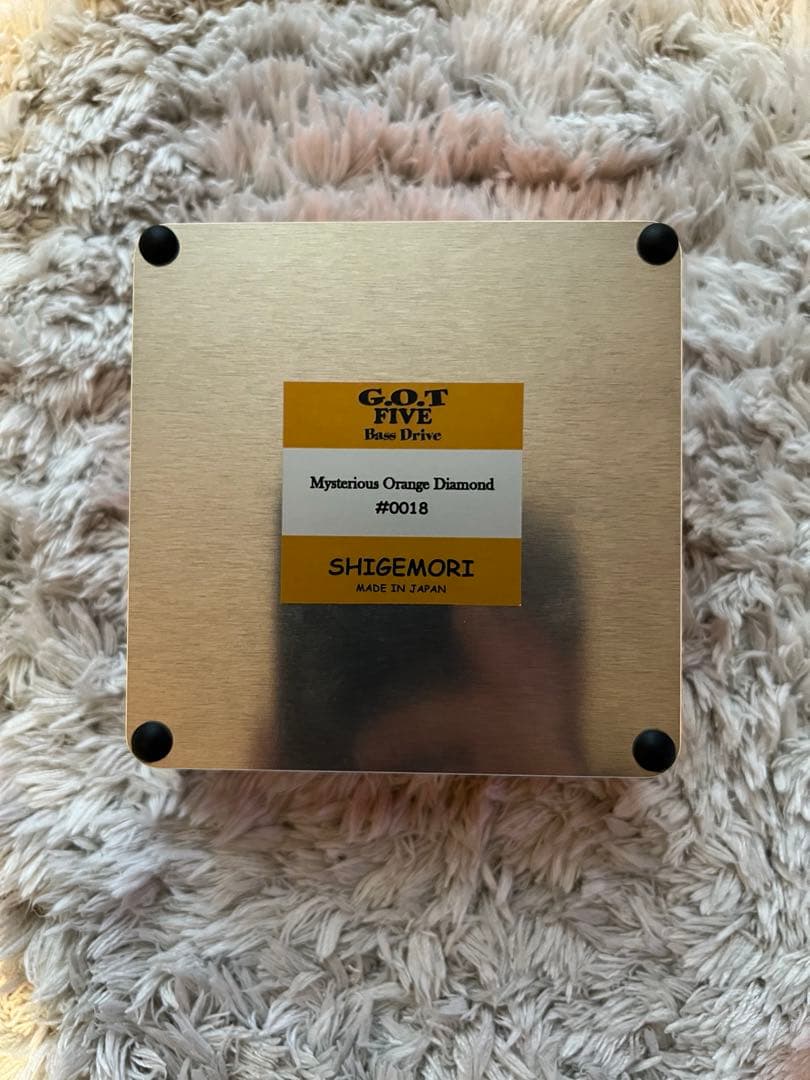 G.O.T
FIVE
Bass Drive
Mysterious Orange Diamond
#0018
SHIGEMORI
MADE IN JAPAN